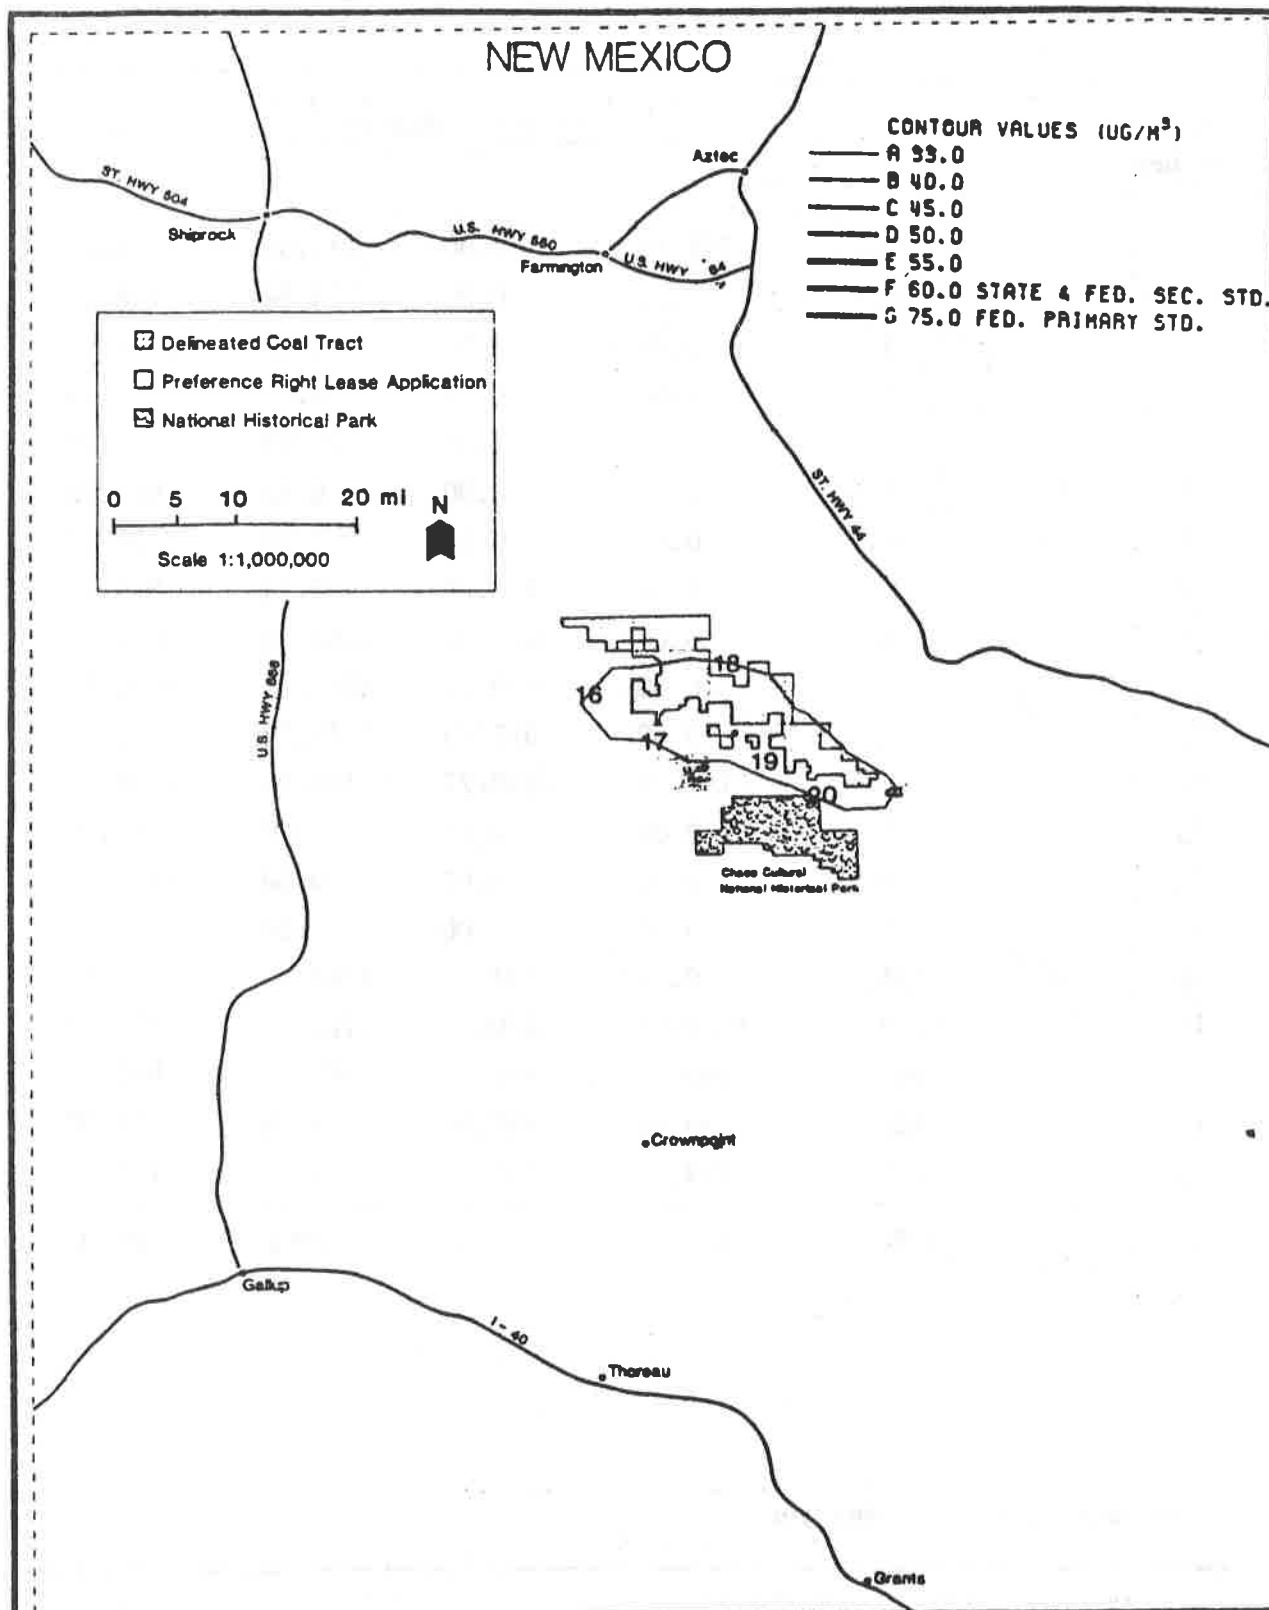 NEW MEXICO
CONTOUR VALUES (UG/M³)
A 33.0
B 40.0
C 45.0
D 50.0
E 55.0
F 60.0 STATE & FED. SEC. STD.
G 75.0 FED. PRIMARY STD.
Aztec
ST. HWY 504
Shiprock
U.S. HWY 550
Farmington
U.S. HWY 64
Delineated Coal Tract
Preference Right Lease Application
National Historical Park
0 5 10 20 mi N
Scale 1:1,000,000
ST. HWY 44
U.S. HWY 666
18
16
17
19
20
Chaco Cultural
National Historical Park
Crownpoint
Gallup
I-40
Thoreau
Grants